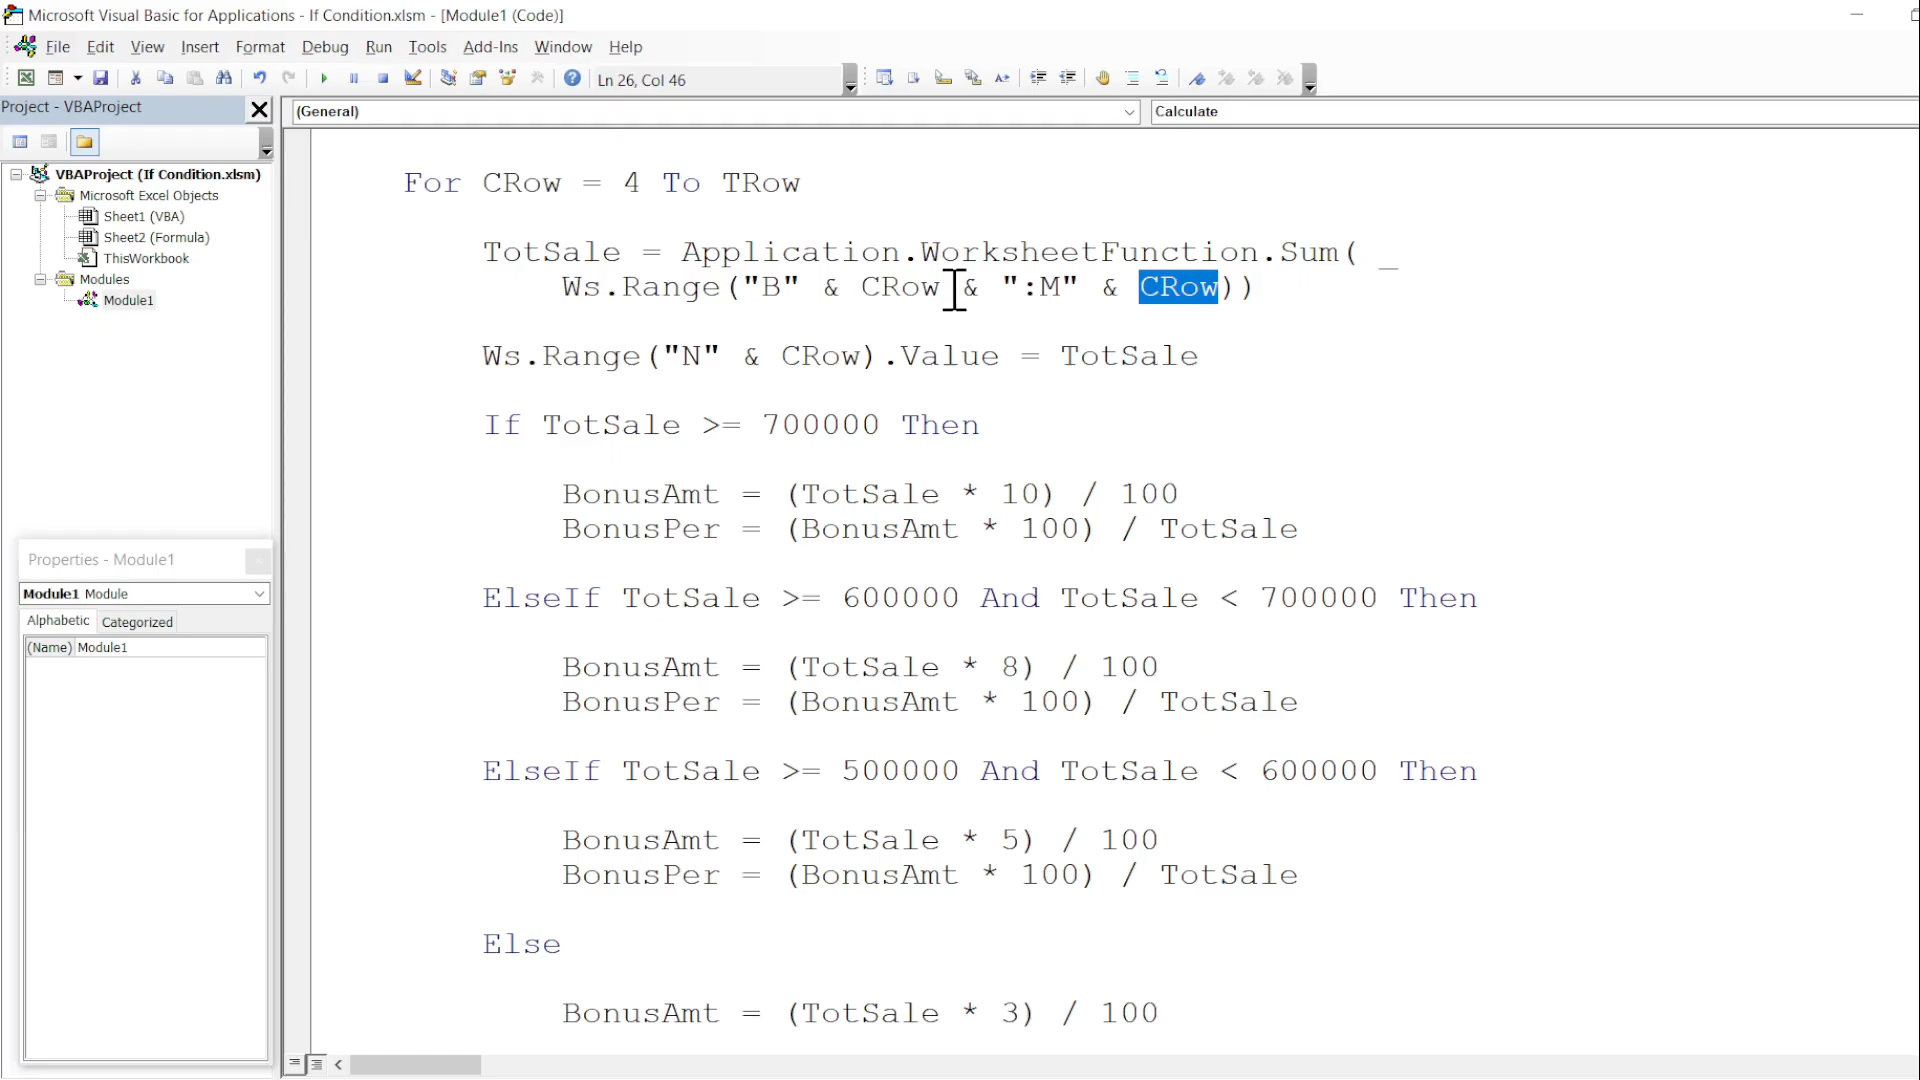 Microsoft Visual Basic for Applications - If Condition.xlsm - [Module1 (Code)]
File Edit View Insert Format Debug Run Tools Add-Ins Window Help
Ln 26, Col 46
Project - VBAProject
(General)
Calculate
VBAProject (If Condition.xlsm)
Microsoft Excel Objects
Sheet1 (VBA)
Sheet2 (Formula)
ThisWorkbook
Modules
Module1
Properties - Module1
Module1 Module
Alphabetic Categorized
(Name) Module1
For CRow = 4 To TRow
TotSale = Application.WorksheetFunction.Sum( _
Ws.Range("B" & CRow & ":M" & CRow))
Ws.Range("N" & CRow).Value = TotSale
If TotSale >= 700000 Then
BonusAmt = (TotSale * 10) / 100
BonusPer = (BonusAmt * 100) / TotSale
ElseIf TotSale >= 600000 And TotSale < 700000 Then
BonusAmt = (TotSale * 8) / 100
BonusPer = (BonusAmt * 100) / TotSale
ElseIf TotSale >= 500000 And TotSale < 600000 Then
BonusAmt = (TotSale * 5) / 100
BonusPer = (BonusAmt * 100) / TotSale
Else
BonusAmt = (TotSale * 3) / 100